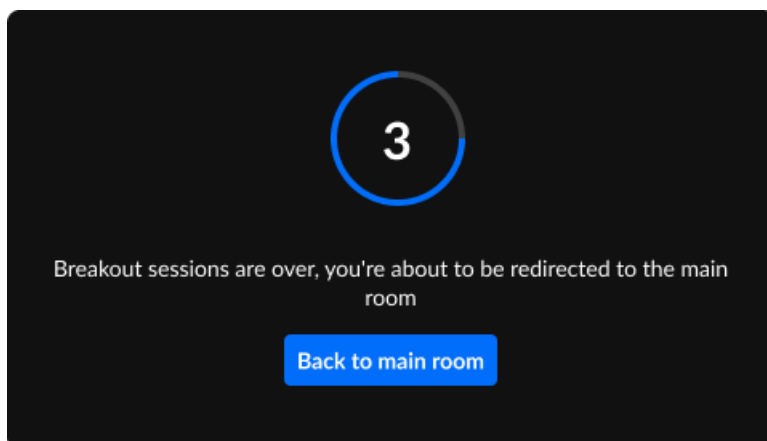 3
Breakout sessions are over, you're about to be redirected to the main
room
Back to main room